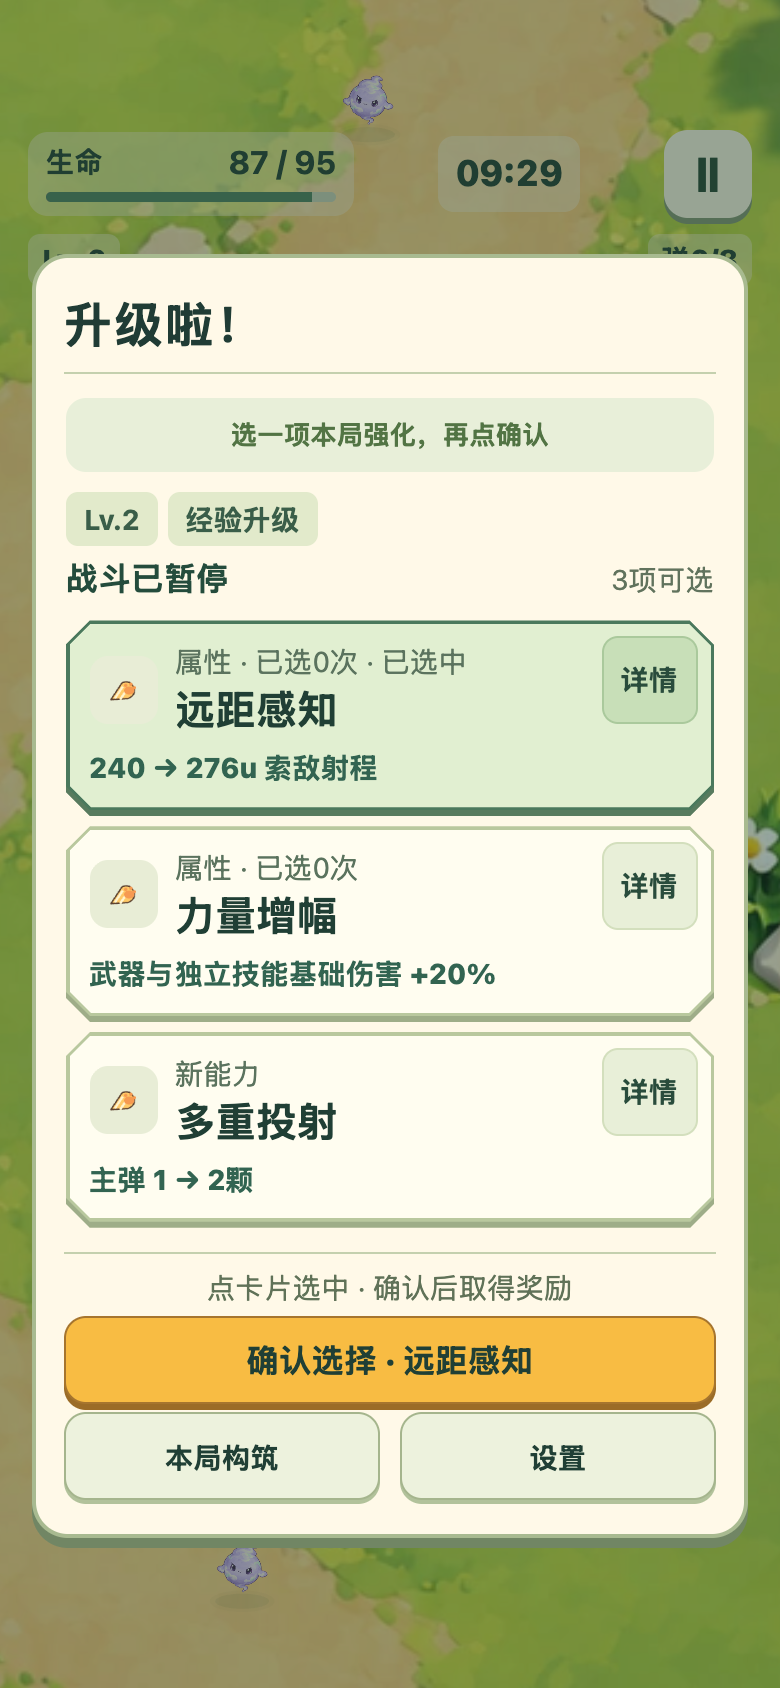 生命 87 / 95
09:29
升级啦！
选一项本局强化，再点确认
Lv.2 经验升级
战斗已暂停 3项可选
属性 · 已选0次 · 已选中
远距感知
详情
240 → 276u 索敌射程
属性 · 已选0次
力量增幅
详情
武器与独立技能基础伤害 +20%
新能力
多重投射
详情
主弹 1 → 2颗
点卡片选中 · 确认后取得奖励
确认选择 · 远距感知
本局构筑 设置